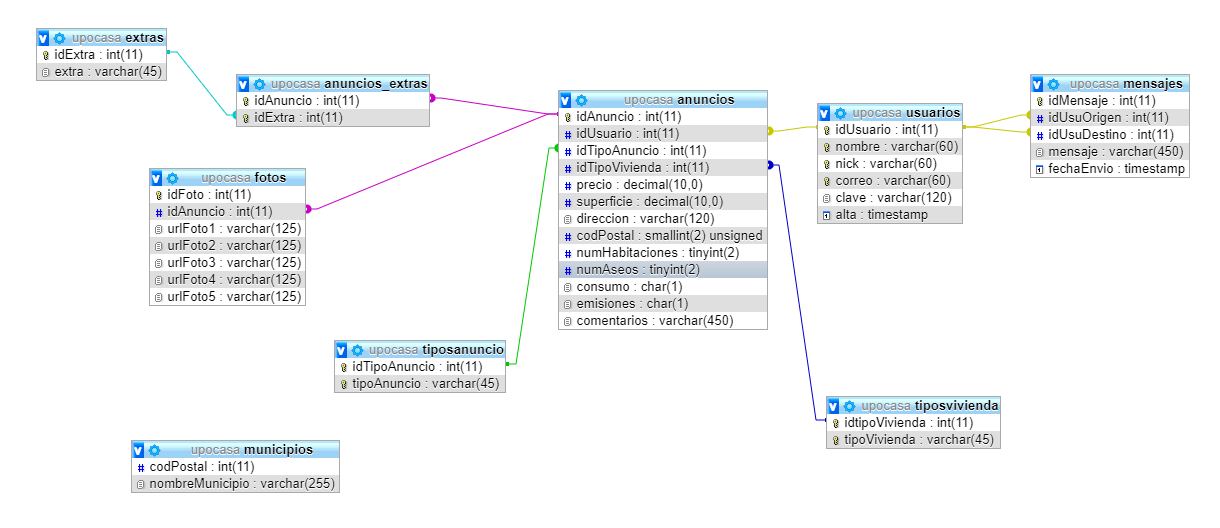 upocasa extras
idExtra : int(11)
extra : varchar(45)
upocasa anuncios_extras
idAnuncio : int(11)
idExtra : int(11)
upocasa fotos
idFoto : int(11)
idAnuncio : int(11)
urlFoto1 : varchar(125)
urlFoto2 : varchar(125)
urlFoto3 : varchar(125)
urlFoto4 : varchar(125)
urlFoto5 : varchar(125)
upocasa anuncios
idAnuncio : int(11)
idUsuario : int(11)
idTipoAnuncio : int(11)
idTipoVivienda : int(11)
precio : decimal(10,0)
superficie : decimal(10,0)
direccion : varchar(120)
codPostal : smallint(2) unsigned
numHabitaciones : tinyint(2)
numAseos : tinyint(2)
consumo : char(1)
emisiones : char(1)
comentarios : varchar(450)
upocasa usuarios
idUsuario : int(11)
nombre : varchar(60)
nick : varchar(60)
correo : varchar(60)
clave : varchar(120)
alta : timestamp
upocasa mensajes
idMensaje : int(11)
idUsuOrigen : int(11)
idUsuDestino : int(11)
mensaje : varchar(450)
fechaEnvio : timestamp
upocasa tiposanuncio
idTipoAnuncio : int(11)
tipoAnuncio : varchar(45)
upocasa tiposvivienda
idtipoVivienda : int(11)
tipoVivienda : varchar(45)
upocasa municipios
codPostal : int(11)
nombreMunicipio : varchar(255)